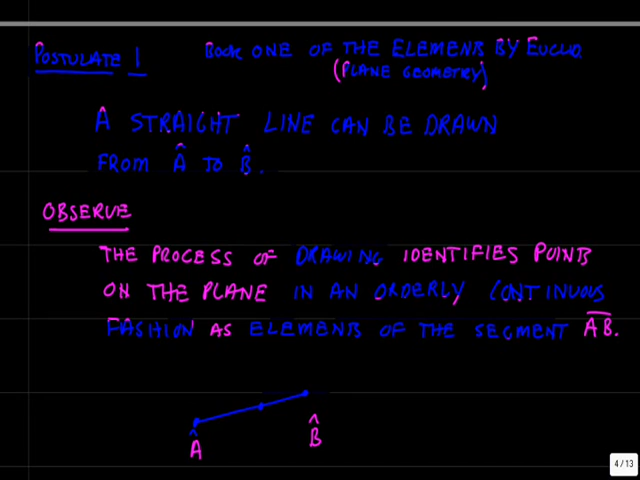 POSTULATE 1 BOOK ONE OF THE ELEMENTS BY EUCLID
(PLANE GEOMETRY)
A STRAIGHT LINE CAN BE DRAWN
FROM Â TO B̂.
OBSERVE
THE PROCESS OF DRAWING IDENTIFIES POINTS
ON THE PLANE IN AN ORDERLY CONTINUOUS
FASHION AS ELEMENTS OF THE SEGMENT A̅B̅.
Â B̂
4/13